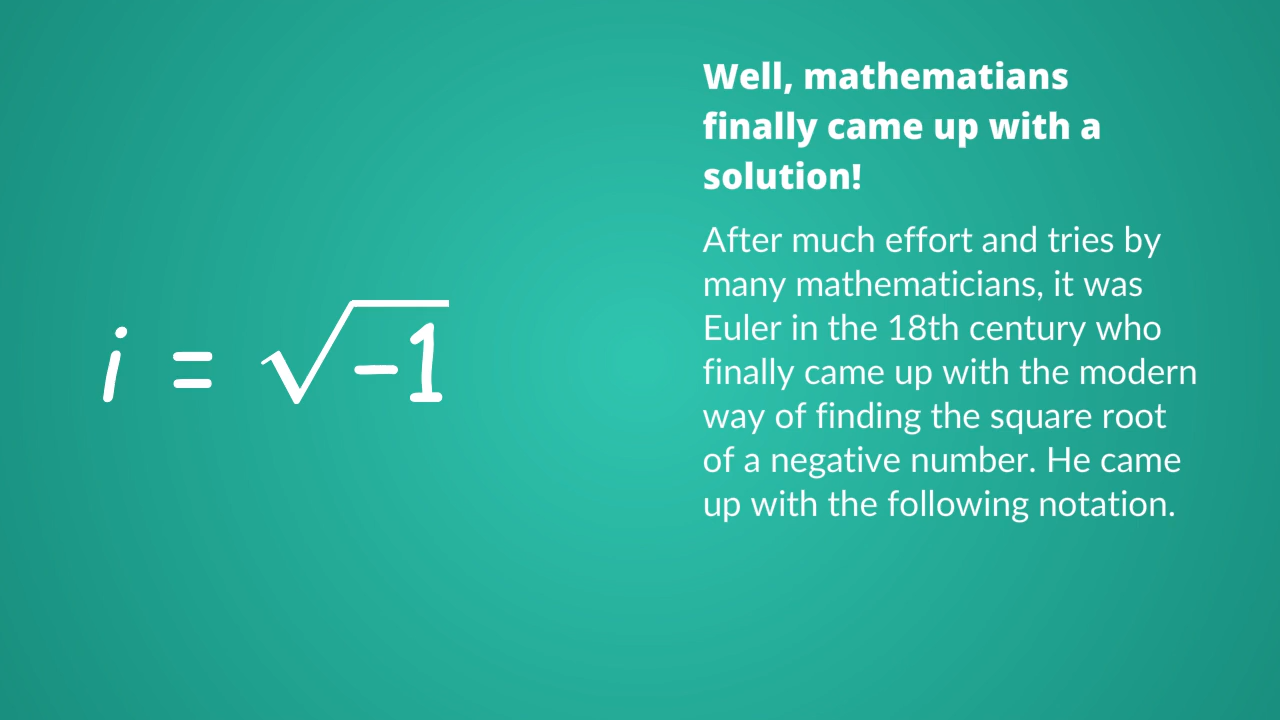 i = √-1
Well, mathematians
finally came up with a
solution!
After much effort and tries by
many mathematicians, it was
Euler in the 18th century who
finally came up with the modern
way of finding the square root
of a negative number. He came
up with the following notation.